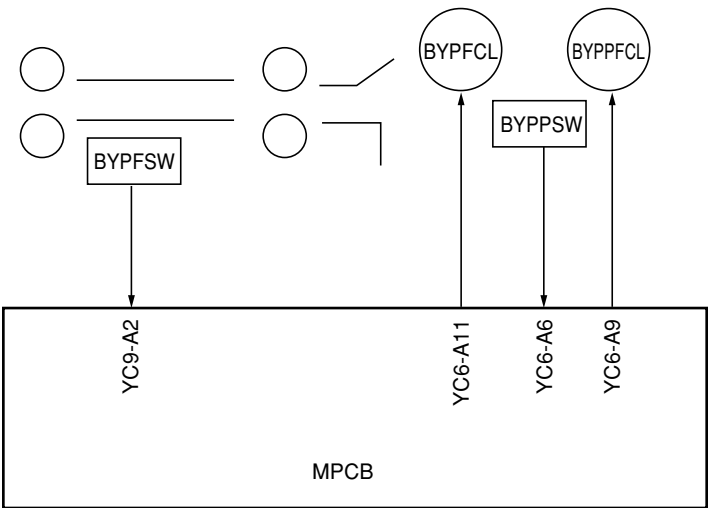 BYPFCL
BYPPFCL
BYPPSW
BYPFSW
YC9-A2
YC6-A11
YC6-A6
YC6-A9
MPCB